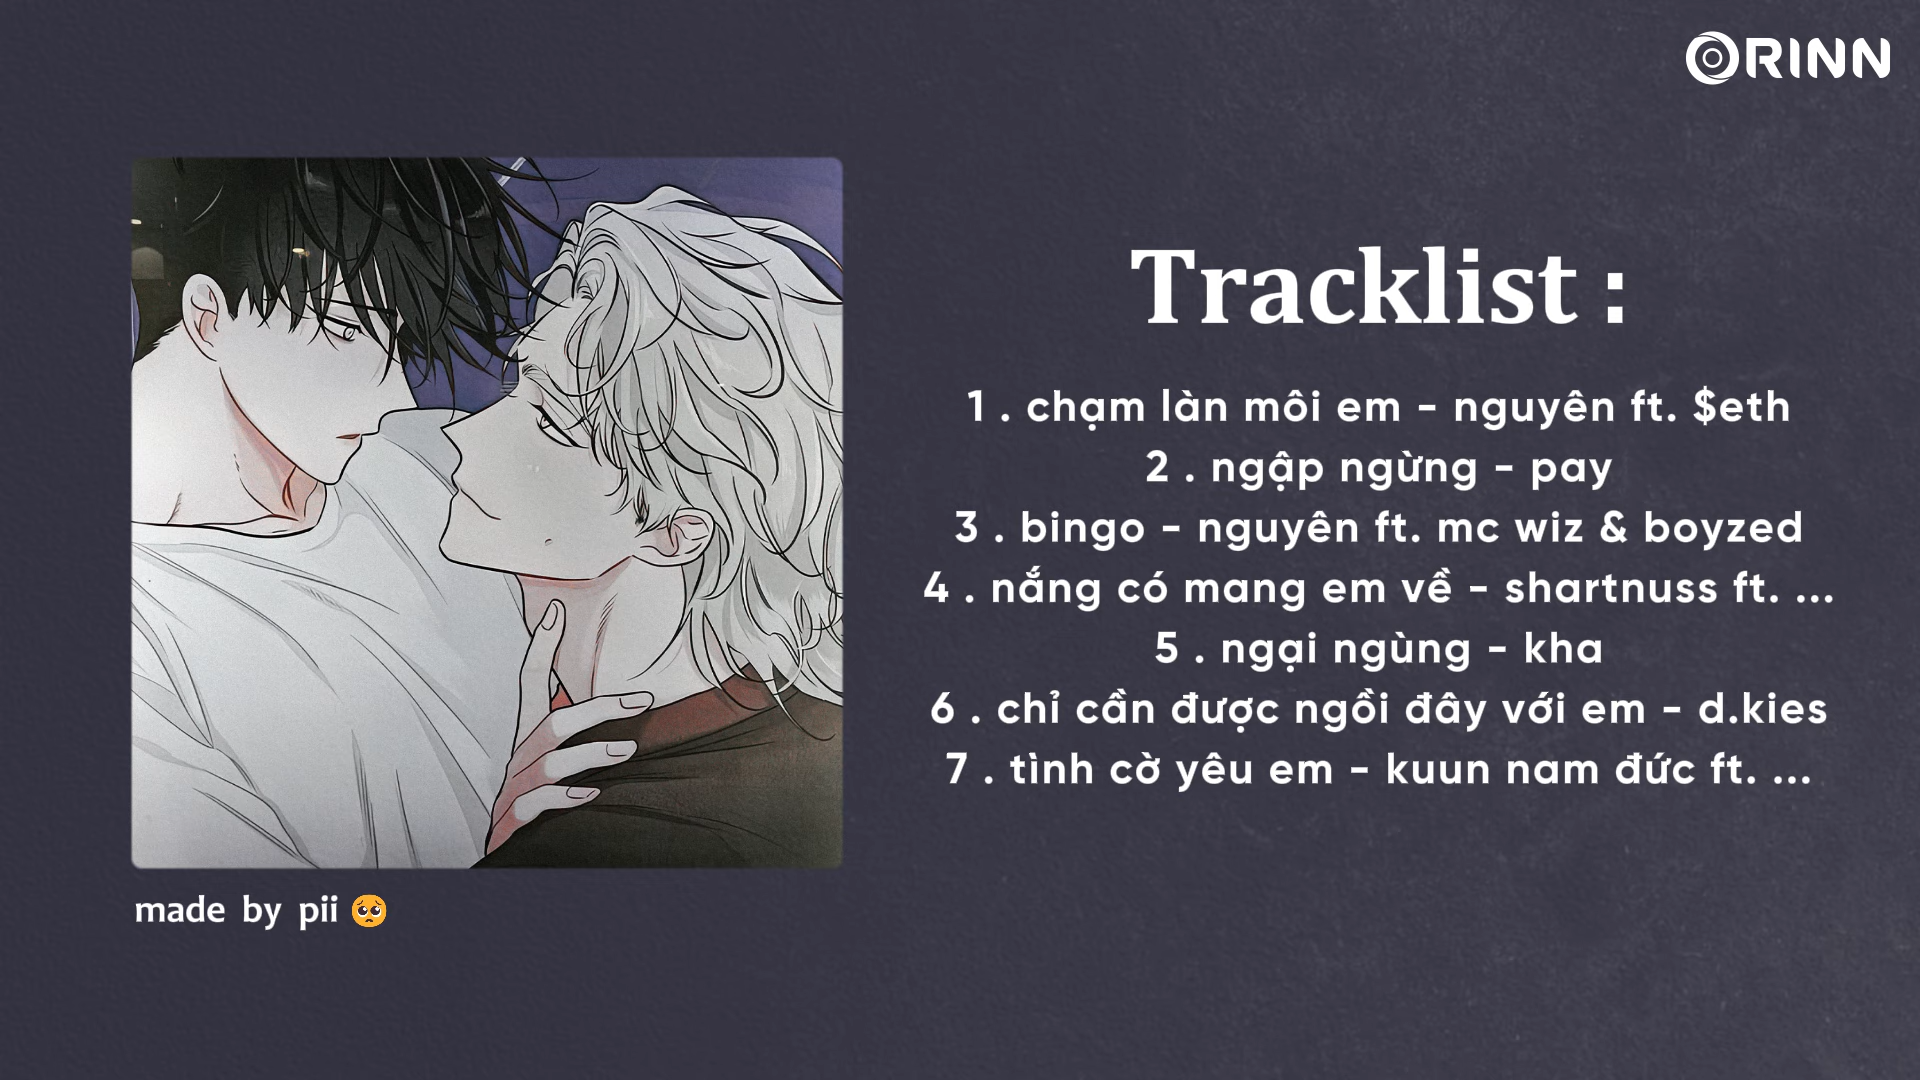 ORINN
Tracklist :
1 . chạm làn môi em - nguyên ft. $eth
2 . ngập ngừng - pay
3 . bingo - nguyên ft. mc wiz & boyzed
4 . nắng có mang em về - shartnuss ft. ...
5 . ngại ngùng - kha
6 . chỉ cần được ngồi đây với em - d.kies
7 . tình cờ yêu em - kuun nam đức ft. ...
made by pii 🥺